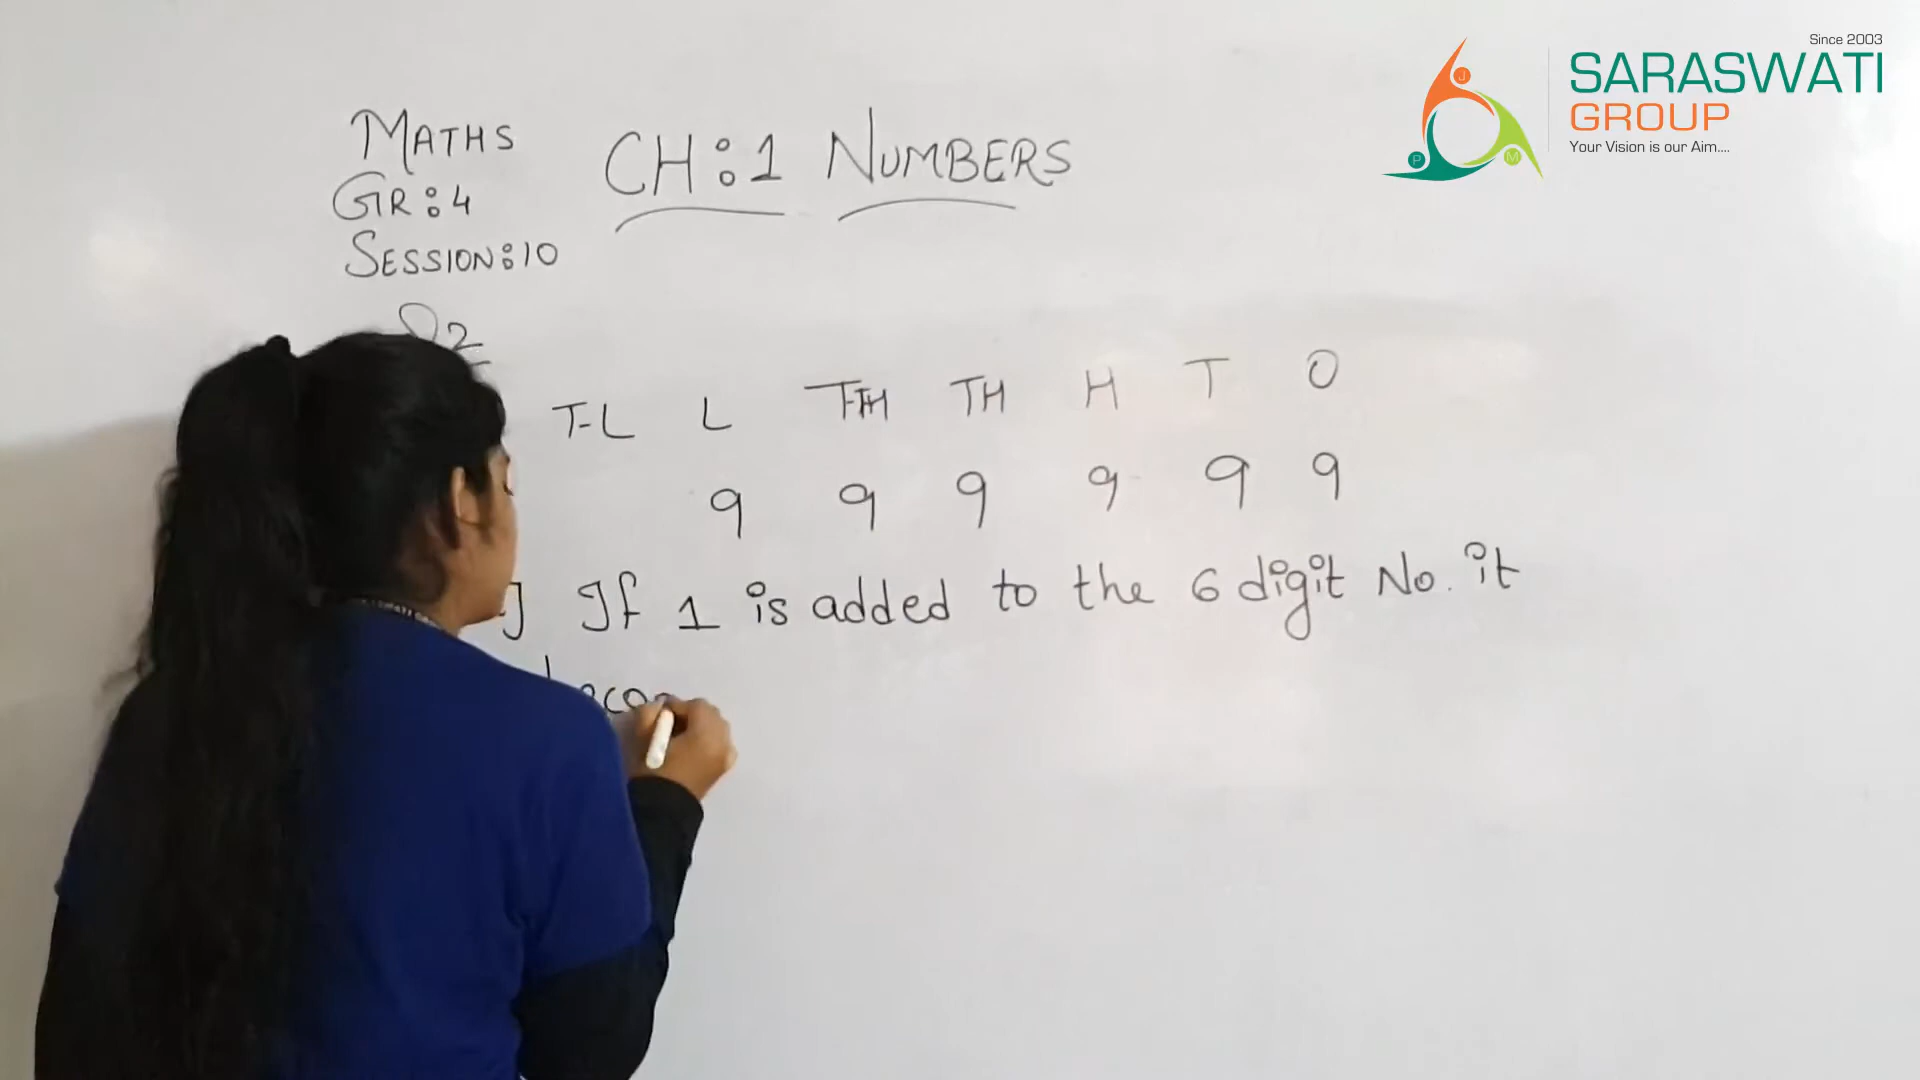 Since 2003
SARASWATI
GROUP
Your Vision is our Aim....
J
P
M
MATHS
GR:4
SESSION:10
CH:1 NUMBERS
Q2
T-L L T-TH TH H T O
9 9 9 9 9 9
] If 1 is added to the 6 digit No. it